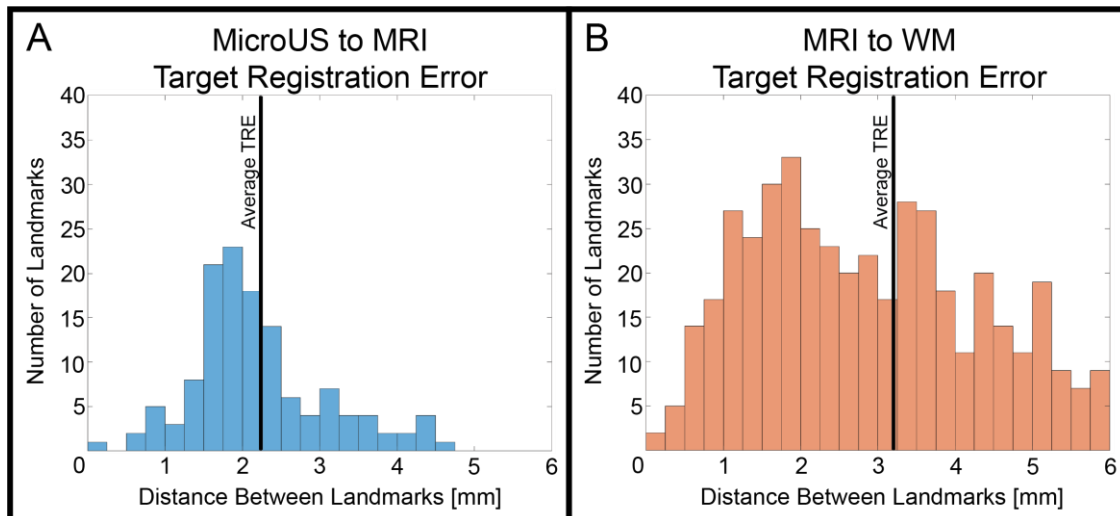 A
MicroUS to MRI
Target Registration Error
40
35
30
25
20
15
10
5
0
1
2
3
4
5
6
Number of Landmarks
Average TRE
Distance Between Landmarks [mm]
B
MRI to WM
Target Registration Error
40
35
30
25
20
15
10
5
0
1
2
3
4
5
6
Number of Landmarks
Average TRE
Distance Between Landmarks [mm]